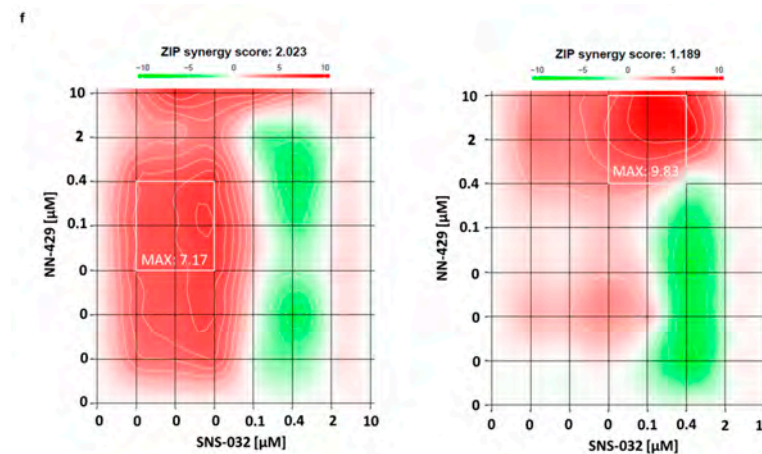 f
ZIP synergy score: 2.023
−10 −5 0 5 10
10
2
0.4
0.1
0
0
0
0
NN-429 [µM]
MAX: 7.17
0 0 0 0 0.1 0.4 2 10
SNS-032 [µM]
ZIP synergy score: 1.189
−10 −5 0 5 10
10
2
0.4
0.1
0
0
0
0
NN-429 [µM]
MAX: 9.83
0 0 0 0 0.1 0.4 2 1
SNS-032 [µM]